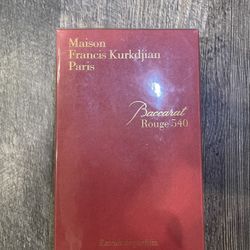 Maison
Francis Kurkdjian
Paris
Baccarat
Rouge 540
Extrait de parfum